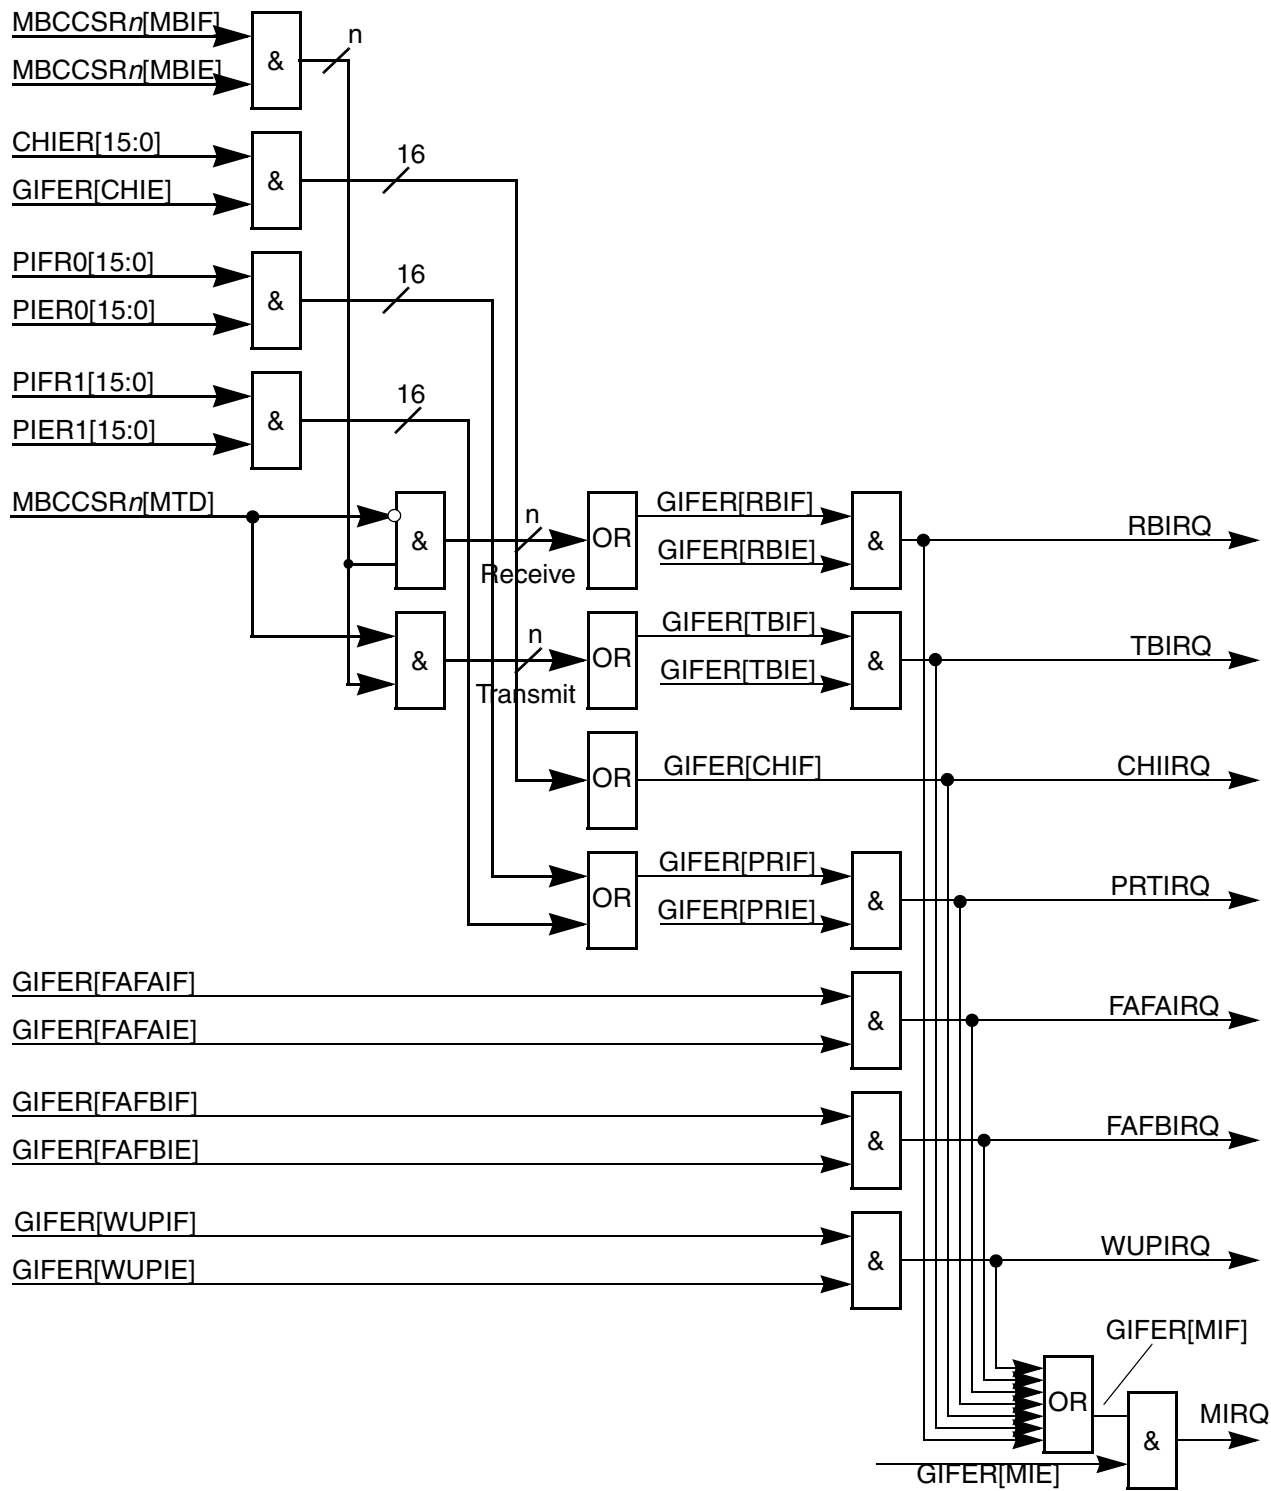 MBCCSRn[MBIF]
n
MBCCSRn[MBIE]
&
CHIER[15:0]
16
GIFER[CHIE]
&
PIFR0[15:0]
16
PIER0[15:0]
&
PIFR1[15:0]
16
PIER1[15:0]
&
MBCCSRn[MTD]
&
n
Receive
OR
GIFER[RBIF]
GIFER[RBIE]
&
RBIRQ
&
n
Transmit
OR
GIFER[TBIF]
GIFER[TBIE]
&
TBIRQ
OR
GIFER[CHIF]
CHIIRQ
OR
GIFER[PRIF]
GIFER[PRIE]
&
PRTIRQ
GIFER[FAFAIF]
GIFER[FAFAIE]
&
FAFAIRQ
GIFER[FAFBIF]
GIFER[FAFBIE]
&
FAFBIRQ
GIFER[WUPIF]
GIFER[WUPIE]
&
WUPIRQ
GIFER[MIF]
OR
MIRQ
&
GIFER[MIE]